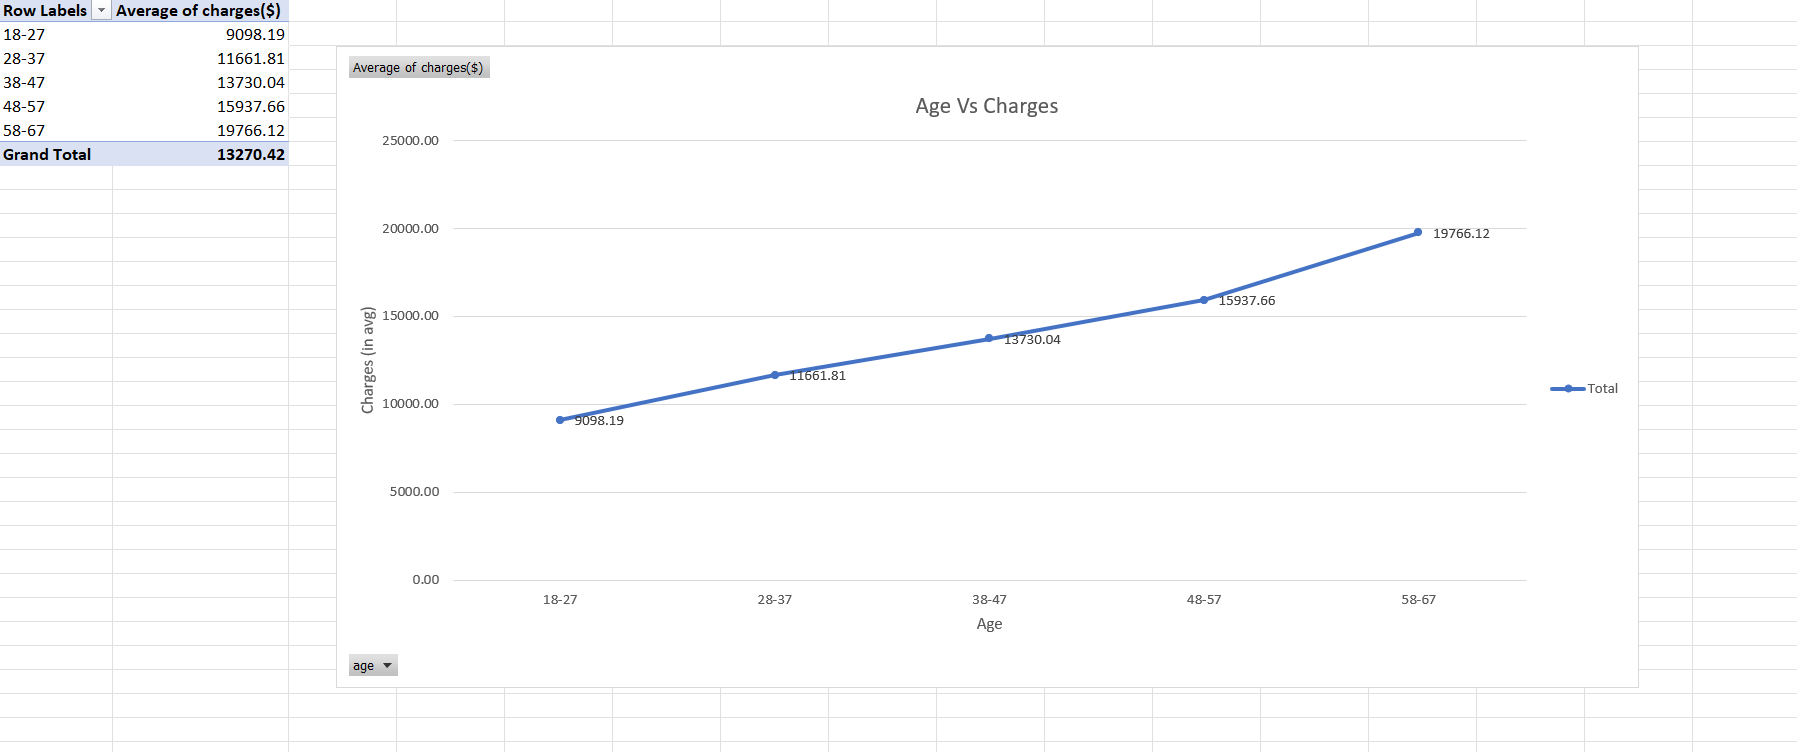 Row Labels Average of charges($)
18-27 9098.19
28-37 11661.81
38-47 13730.04
48-57 15937.66
58-67 19766.12
Grand Total 13270.42
Average of charges($)
Age Vs Charges
25000.00
20000.00
15000.00
10000.00
5000.00
0.00
Charges (in avg)
9098.19
11661.81
13730.04
15937.66
19766.12
Total
18-27 28-37 38-47 48-57 58-67
Age
age